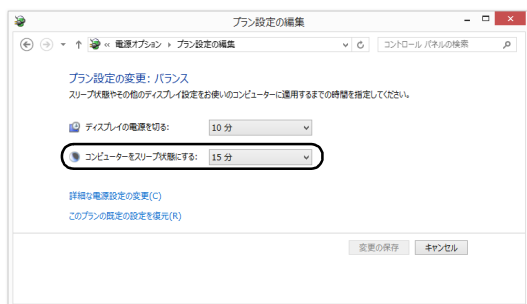 プラン設定の編集
« 電源オプション › プラン設定の編集
コントロール パネルの検索
プラン設定の変更: バランス
スリープ状態やその他のディスプレイ設定をお使いのコンピューターに適用するまでの時間を指定してください。
ディスプレイの電源を切る: 10 分
コンピューターをスリープ状態にする: 15 分
詳細な電源設定の変更(C)
このプランの既定の設定を復元(R)
変更の保存 キャンセル